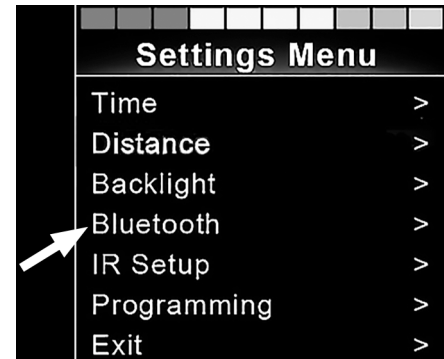 Settings Menu
Time >
Distance >
Backlight >
Bluetooth >
IR Setup >
Programming >
Exit >